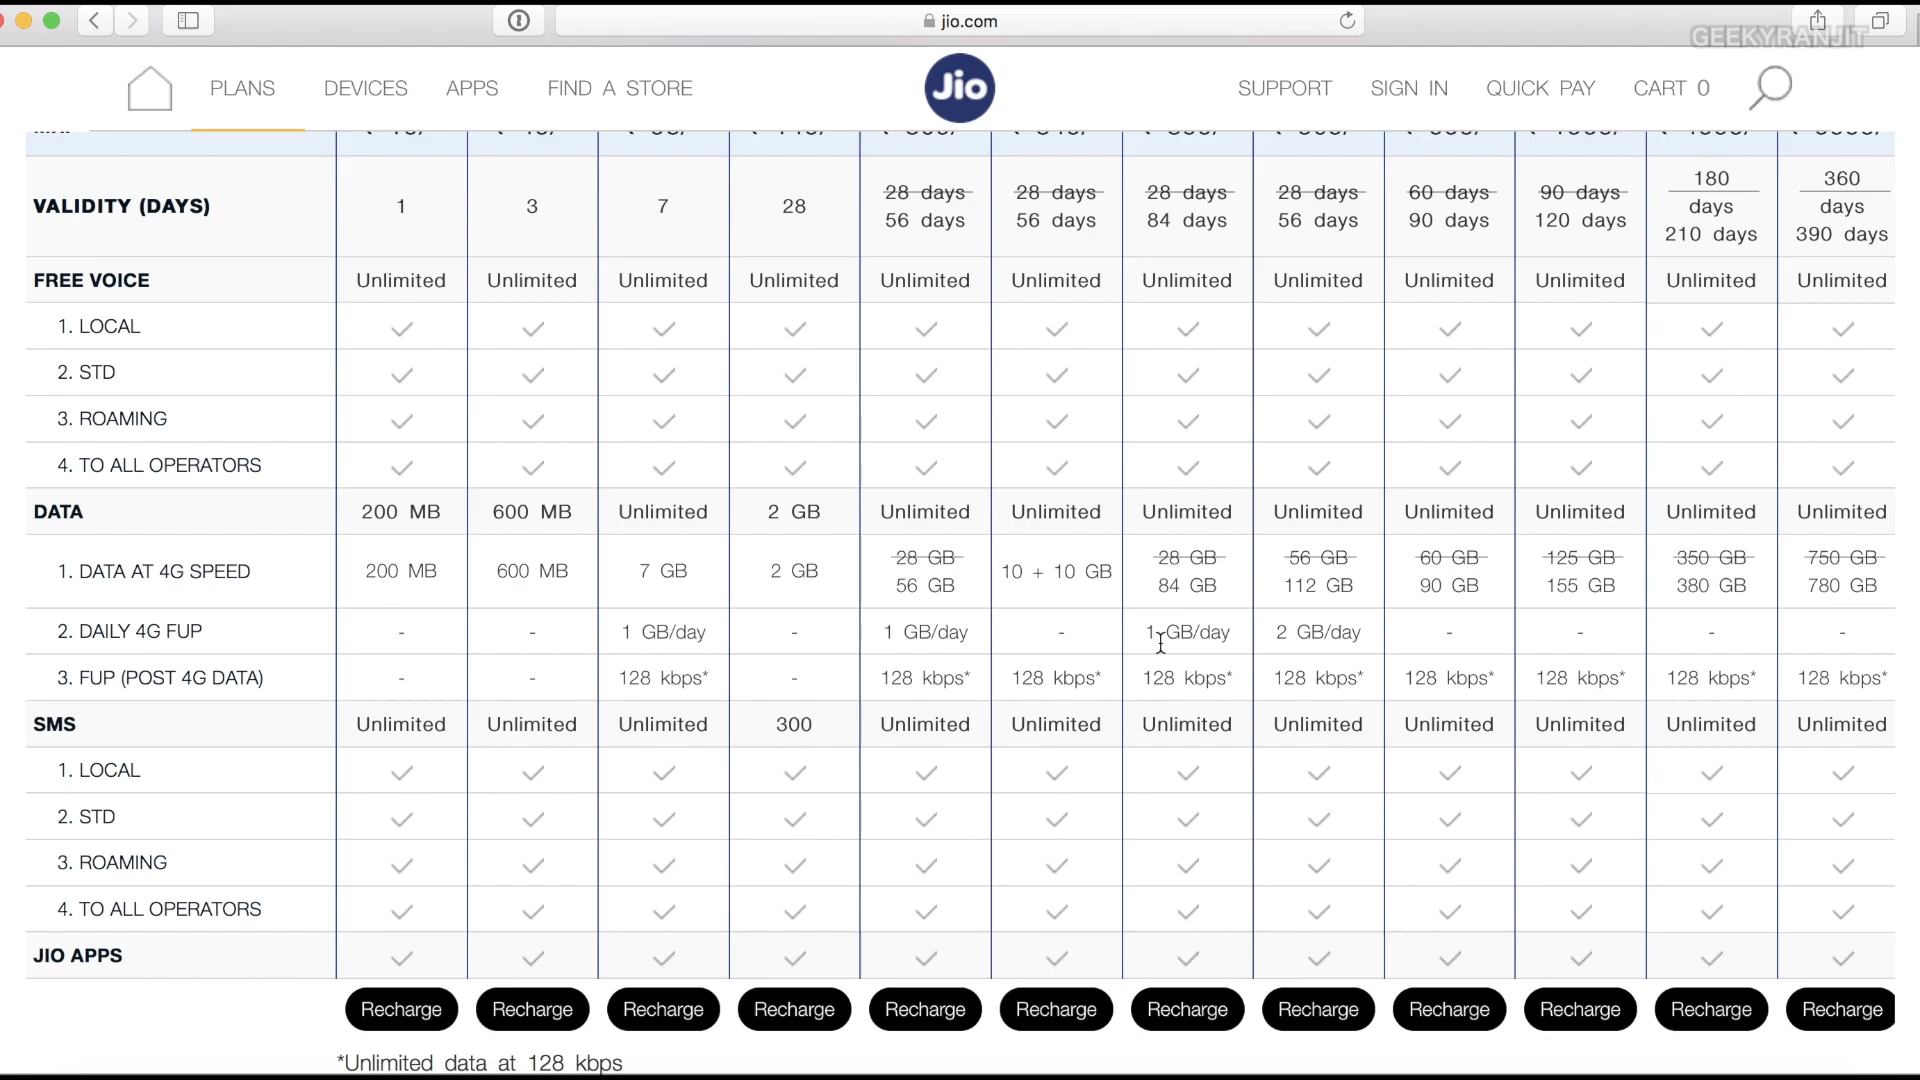 jio.com
GEEKYRANJIT
PLANS DEVICES APPS FIND A STORE Jio SUPPORT SIGN IN QUICK PAY CART 0
VALIDITY (DAYS) 1 3 7 28 28 days 56 days 28 days 56 days 28 days 84 days 28 days 56 days 60 days 90 days 90 days 120 days 180 days 210 days 360 days 390 days
FREE VOICE Unlimited Unlimited Unlimited Unlimited Unlimited Unlimited Unlimited Unlimited Unlimited Unlimited Unlimited Unlimited
1. LOCAL
2. STD
3. ROAMING
4. TO ALL OPERATORS
DATA 200 MB 600 MB Unlimited 2 GB Unlimited Unlimited Unlimited Unlimited Unlimited Unlimited Unlimited Unlimited
1. DATA AT 4G SPEED 200 MB 600 MB 7 GB 2 GB 28 GB 56 GB 10 + 10 GB 28 GB 84 GB 56 GB 112 GB 60 GB 90 GB 125 GB 155 GB 350 GB 380 GB 750 GB 780 GB
2. DAILY 4G FUP - - 1 GB/day - 1 GB/day - 1 GB/day 2 GB/day - - - -
3. FUP (POST 4G DATA) - - 128 kbps* - 128 kbps* 128 kbps* 128 kbps* 128 kbps* 128 kbps* 128 kbps* 128 kbps* 128 kbps*
SMS Unlimited Unlimited Unlimited 300 Unlimited Unlimited Unlimited Unlimited Unlimited Unlimited Unlimited Unlimited
1. LOCAL
2. STD
3. ROAMING
4. TO ALL OPERATORS
JIO APPS
Recharge Recharge Recharge Recharge Recharge Recharge Recharge Recharge Recharge Recharge Recharge Recharge
*Unlimited data at 128 kbps